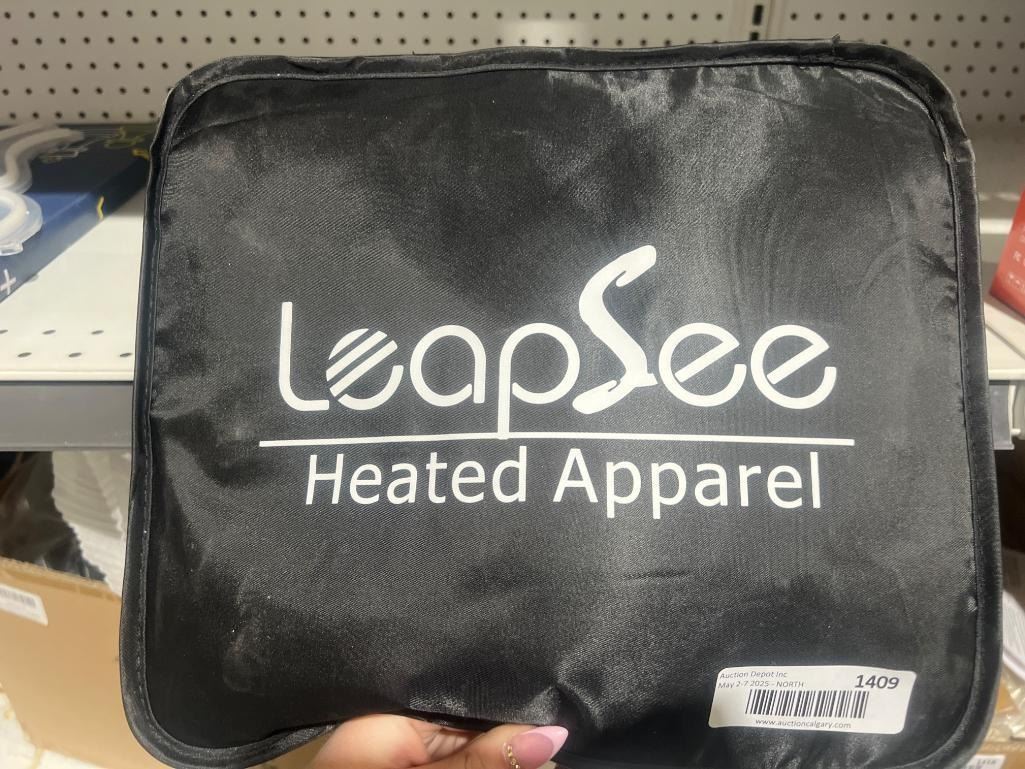 LeapSee
Heated Apparel
Auction Depot Inc
May 2-7 2025 - NORTH
1409
www.auctioncalgary.com